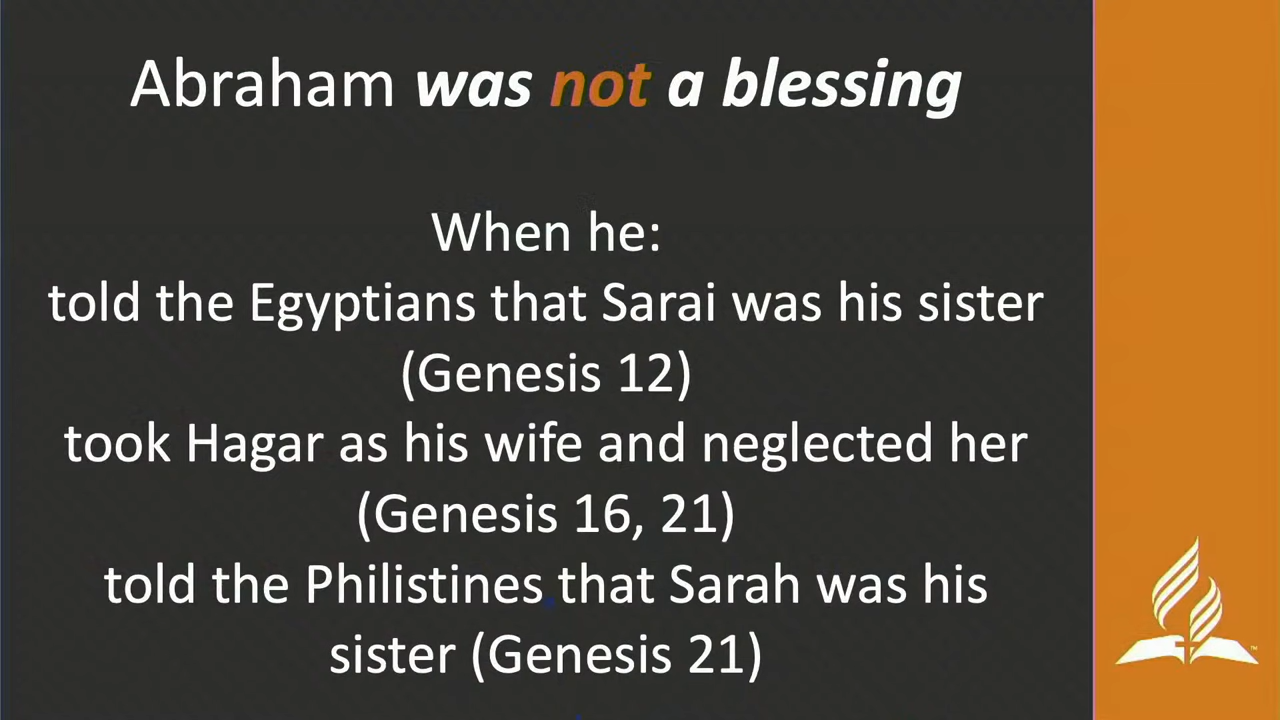 Abraham was not a blessing
When he:
told the Egyptians that Sarai was his sister
(Genesis 12)
took Hagar as his wife and neglected her
(Genesis 16, 21)
told the Philistines that Sarah was his
sister (Genesis 21)
™